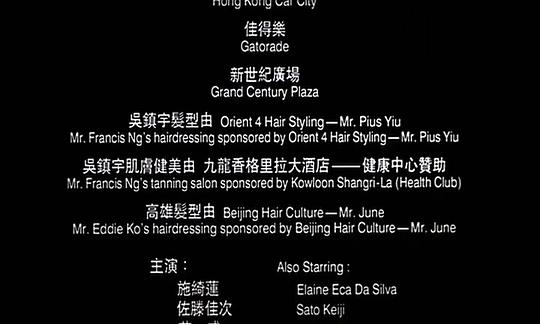 Hong Kong Car City
佳得樂
Gatorade
新世紀廣場
Grand Century Plaza
吳鎮宇髮型由 Orient 4 Hair Styling — Mr. Pius Yiu
Mr. Francis Ng's hairdressing sponsored by Orient 4 Hair Styling — Mr. Pius Yiu
吳鎮宇肌膚健美由 九龍香格里拉大酒店 —— 健康中心贊助
Mr. Francis Ng's tanning salon sponsored by Kowloon Shangri-La (Health Club)
高雄髮型由 Beijing Hair Culture — Mr. June
Mr. Eddie Ko's hairdressing sponsored by Beijing Hair Culture — Mr. June
主演： Also Starring :
施綺蓮 Elaine Eca Da Silva
佐滕佳次 Sato Keiji